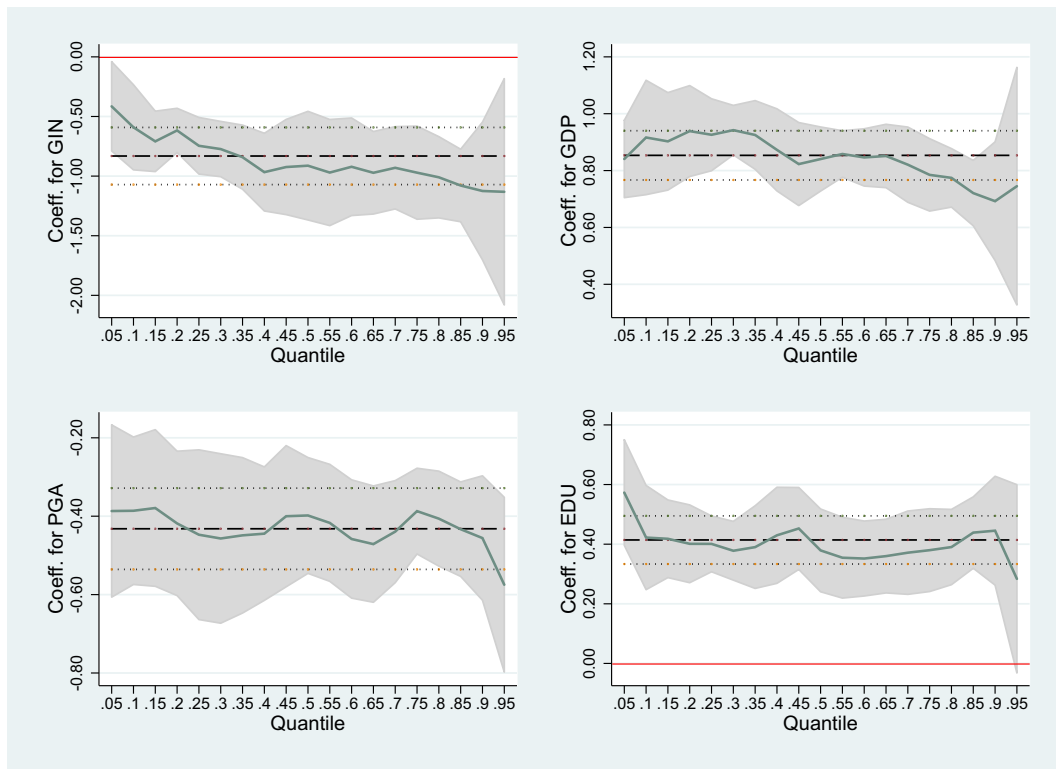 Coeff. for GIN
0.00
-0.50
-1.00
-1.50
-2.00
.05 .1 .15 .2 .25 .3 .35 .4 .45 .5 .55 .6 .65 .7 .75 .8 .85 .9 .95
Quantile
Coeff. for GDP
1.20
1.00
0.80
0.60
0.40
.05 .1 .15 .2 .25 .3 .35 .4 .45 .5 .55 .6 .65 .7 .75 .8 .85 .9 .95
Quantile
Coeff. for PGA
-0.20
-0.40
-0.60
-0.80
.05 .1 .15 .2 .25 .3 .35 .4 .45 .5 .55 .6 .65 .7 .75 .8 .85 .9 .95
Quantile
Coeff. for EDU
0.80
0.60
0.40
0.20
0.00
.05 .1 .15 .2 .25 .3 .35 .4 .45 .5 .55 .6 .65 .7 .75 .8 .85 .9 .95
Quantile